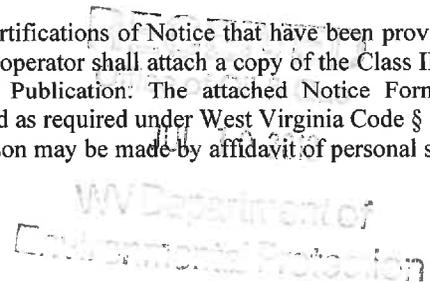 rtifications of Notice that have been prov
operator shall attach a copy of the Class I
Publication: The attached Notice Form
d as required under West Virginia Code §
son may be made by affidavit of personal s
WV Department of
Environmental Protection